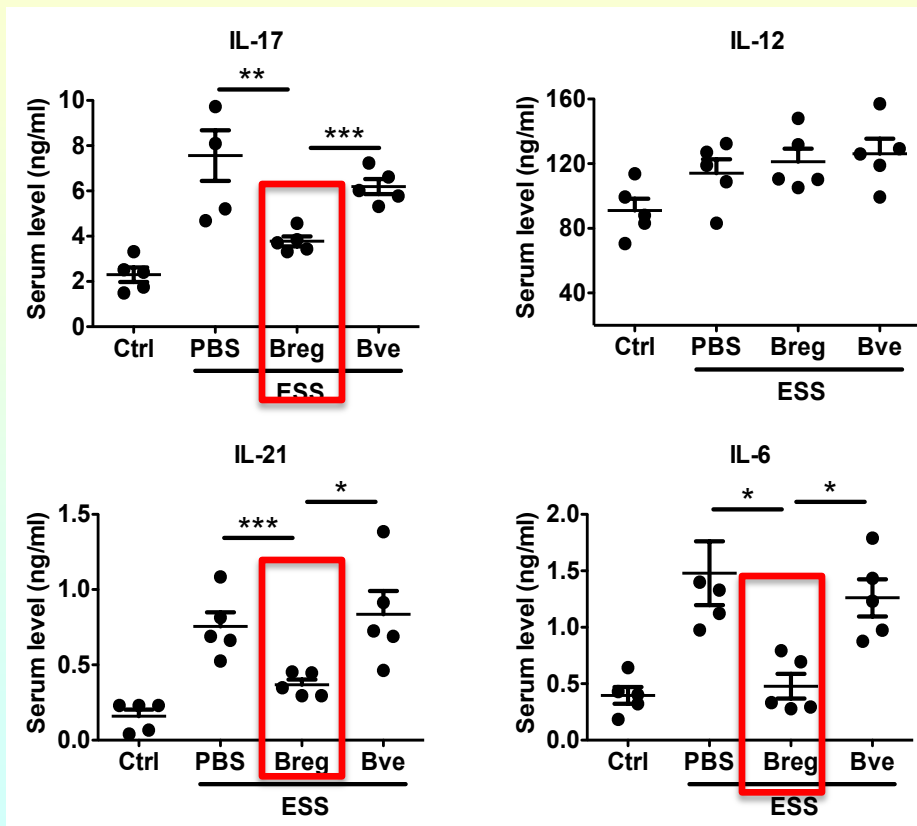 IL-17
**
***
Serum level (ng/ml)
10
8
6
4
2
0
Ctrl PBS Breg Bve
ESS
IL-12
Serum level (ng/ml)
160
120
80
40
Ctrl PBS Breg Bve
ESS
IL-21
***
*
Serum level (ng/ml)
1.5
1.0
0.5
0.0
Ctrl PBS Breg Bve
ESS
IL-6
* *
Serum level (ng/ml)
2.0
1.5
1.0
0.5
0.0
Ctrl PBS Breg Bve
ESS